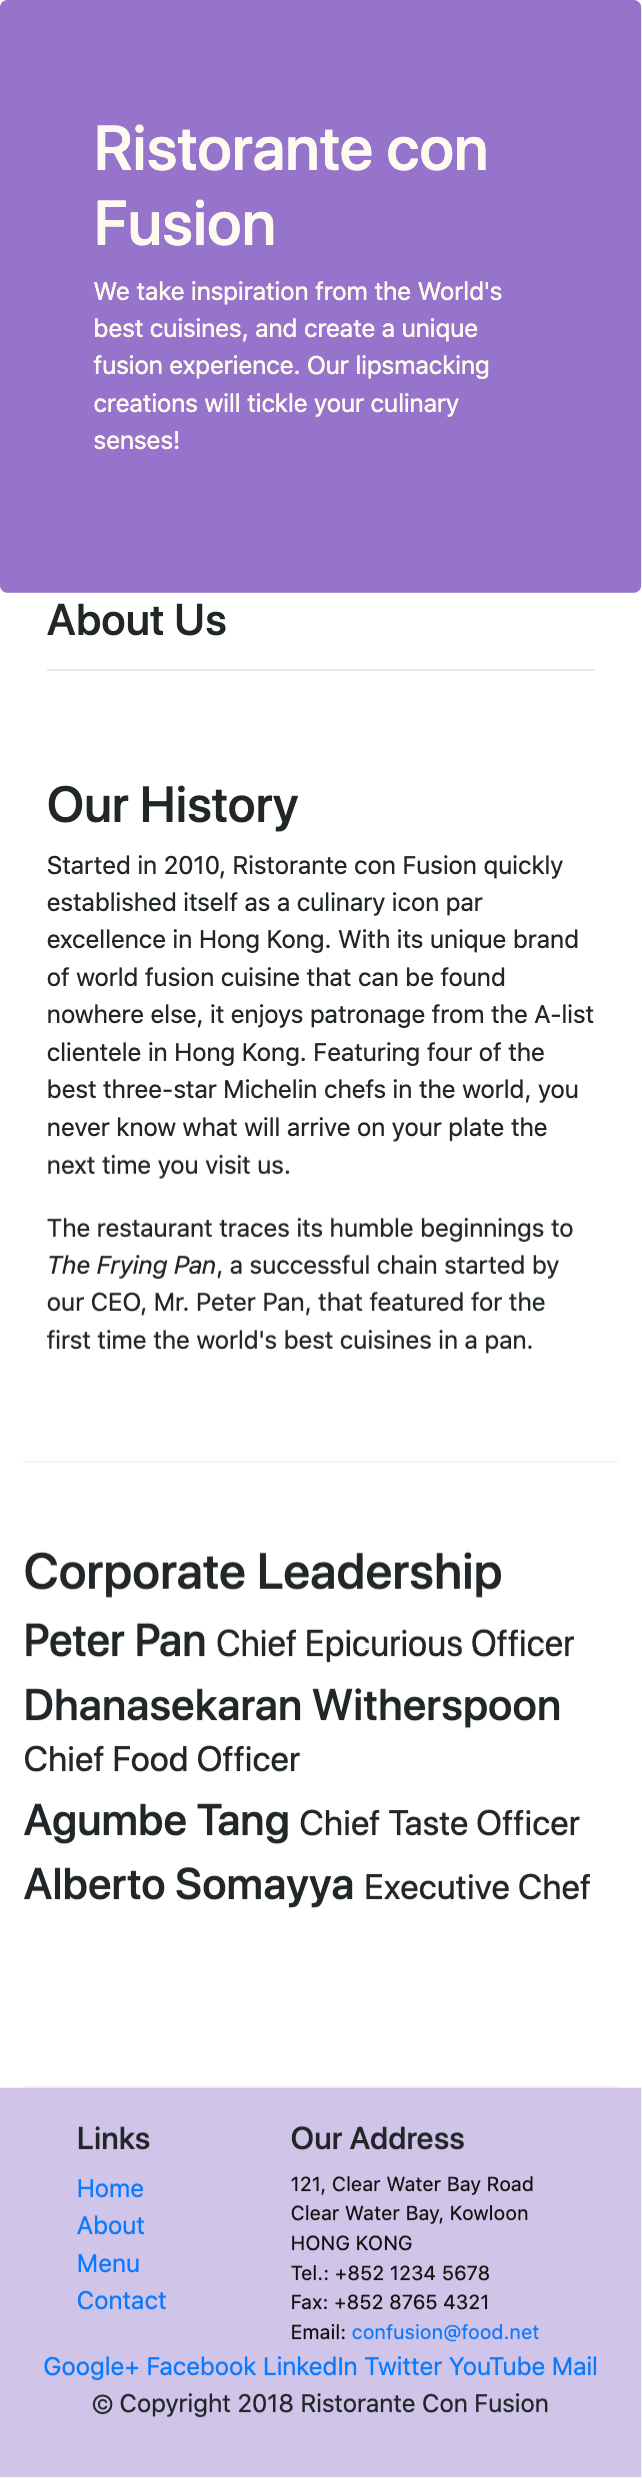 Ristorante con
Fusion
We take inspiration from the World's
best cuisines, and create a unique
fusion experience. Our lipsmacking
creations will tickle your culinary
senses!
About Us
Our History
Started in 2010, Ristorante con Fusion quickly
established itself as a culinary icon par
excellence in Hong Kong. With its unique brand
of world fusion cuisine that can be found
nowhere else, it enjoys patronage from the A-list
clientele in Hong Kong. Featuring four of the
best three-star Michelin chefs in the world, you
never know what will arrive on your plate the
next time you visit us.
The restaurant traces its humble beginnings to
The Frying Pan, a successful chain started by
our CEO, Mr. Peter Pan, that featured for the
first time the world's best cuisines in a pan.
Corporate Leadership
Peter Pan Chief Epicurious Officer
Dhanasekaran Witherspoon
Chief Food Officer
Agumbe Tang Chief Taste Officer
Alberto Somayya Executive Chef
Links
Home
About
Menu
Contact
Our Address
121, Clear Water Bay Road
Clear Water Bay, Kowloon
HONG KONG
Tel.: +852 1234 5678
Fax: +852 8765 4321
Email: confusion@food.net
Google+ Facebook LinkedIn Twitter YouTube Mail
© Copyright 2018 Ristorante Con Fusion